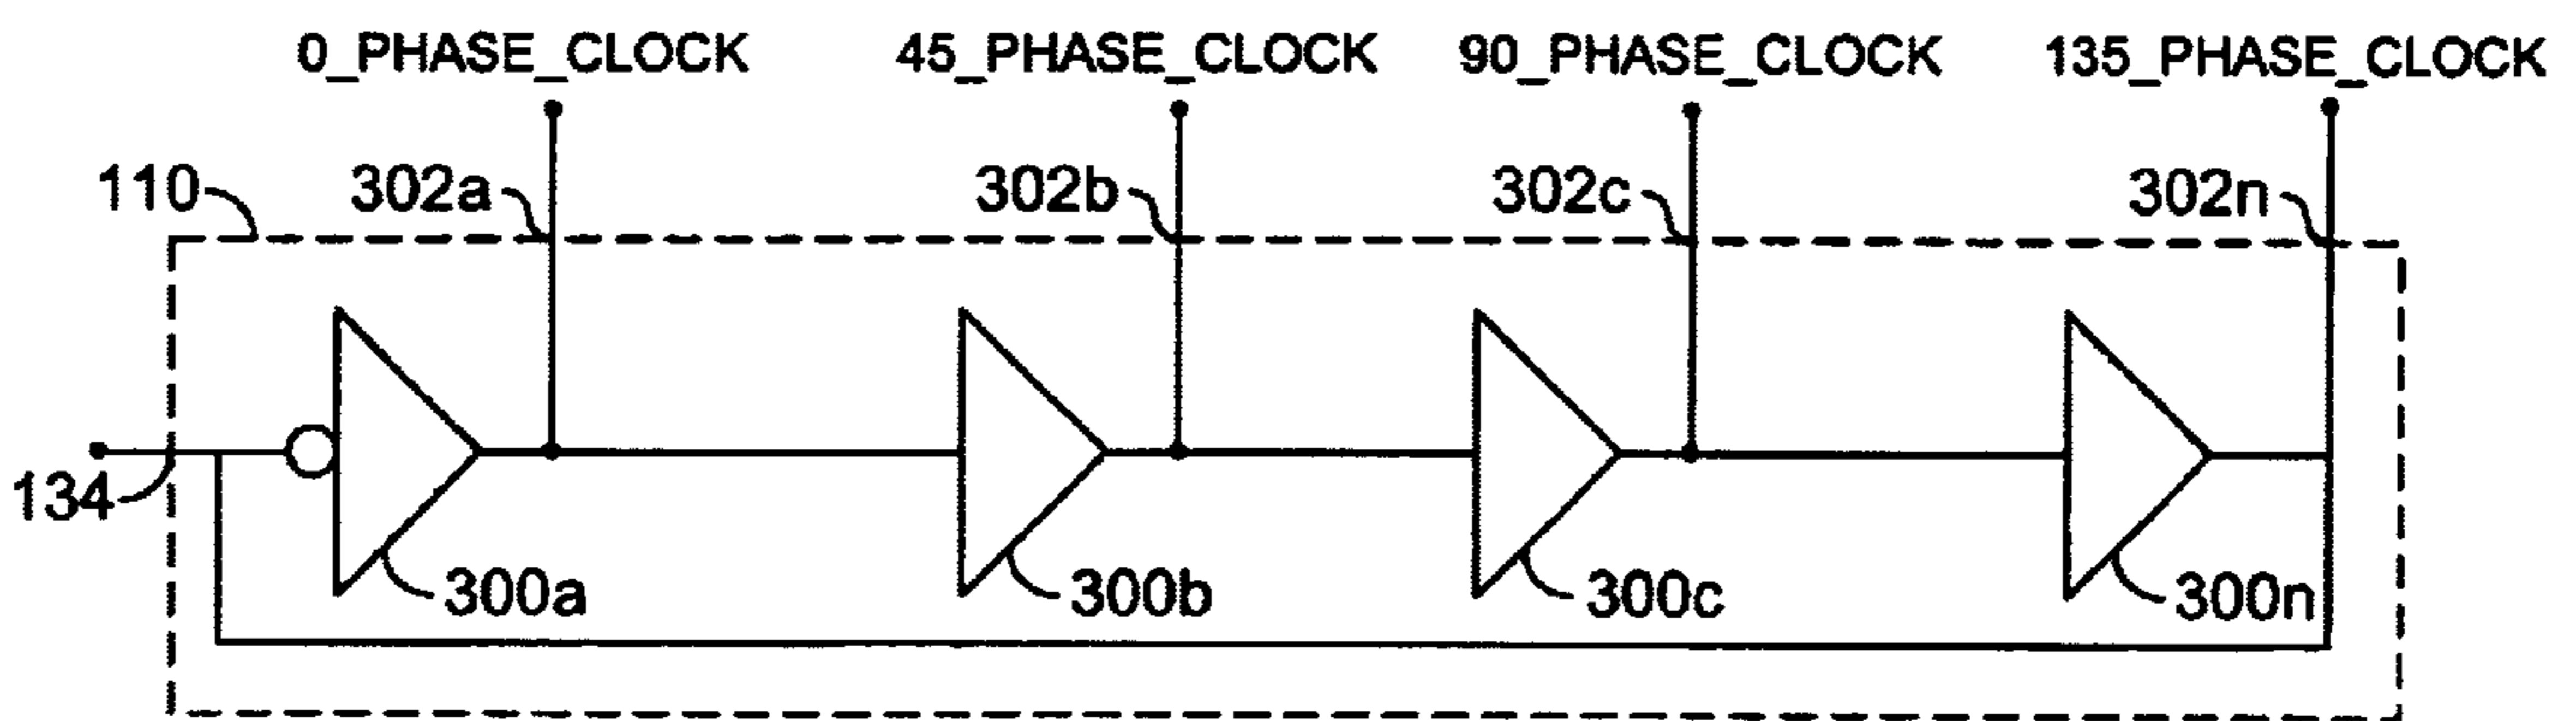 0_PHASE_CLOCK 45_PHASE_CLOCK 90_PHASE_CLOCK 135_PHASE_CLOCK
110 302a 302b 302c 302n
134
300a 300b 300c 300n